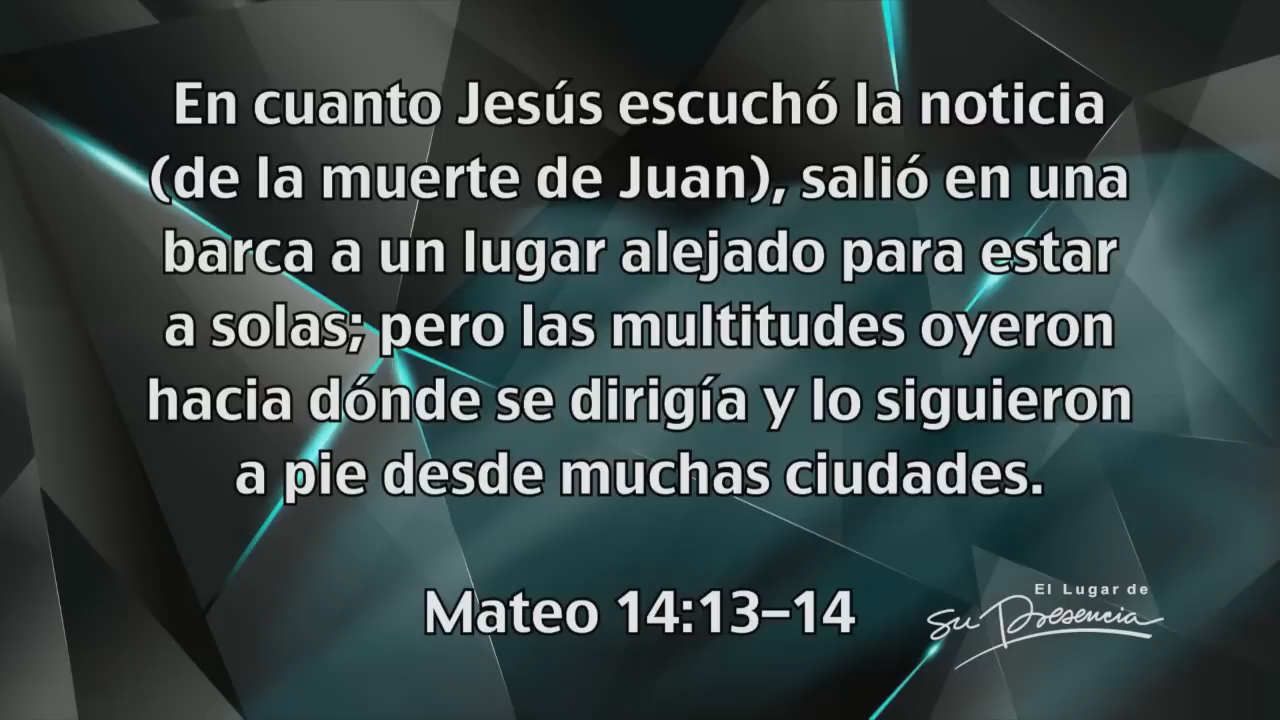 En cuanto Jesús escuchó la noticia
(de la muerte de Juan), salió en una
barca a un lugar alejado para estar
a solas; pero las multitudes oyeron
hacia dónde se dirigía y lo siguieron
a pie desde muchas ciudades.
Mateo 14:13–14
El Lugar de
Su Presencia